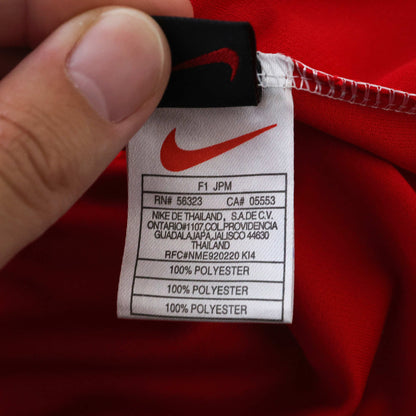 F1 JPM
RN# 56323 CA# 05553
NIKE DE THAILAND, S.A.DE C.V.
ONTARIO#1107,COL.PROVIDENCIA
GUADALAJAPA,JALISCO 44630
THAILAND
RFC#NME920220 KI4
100% POLYESTER
100% POLYESTER
100% POLYESTER